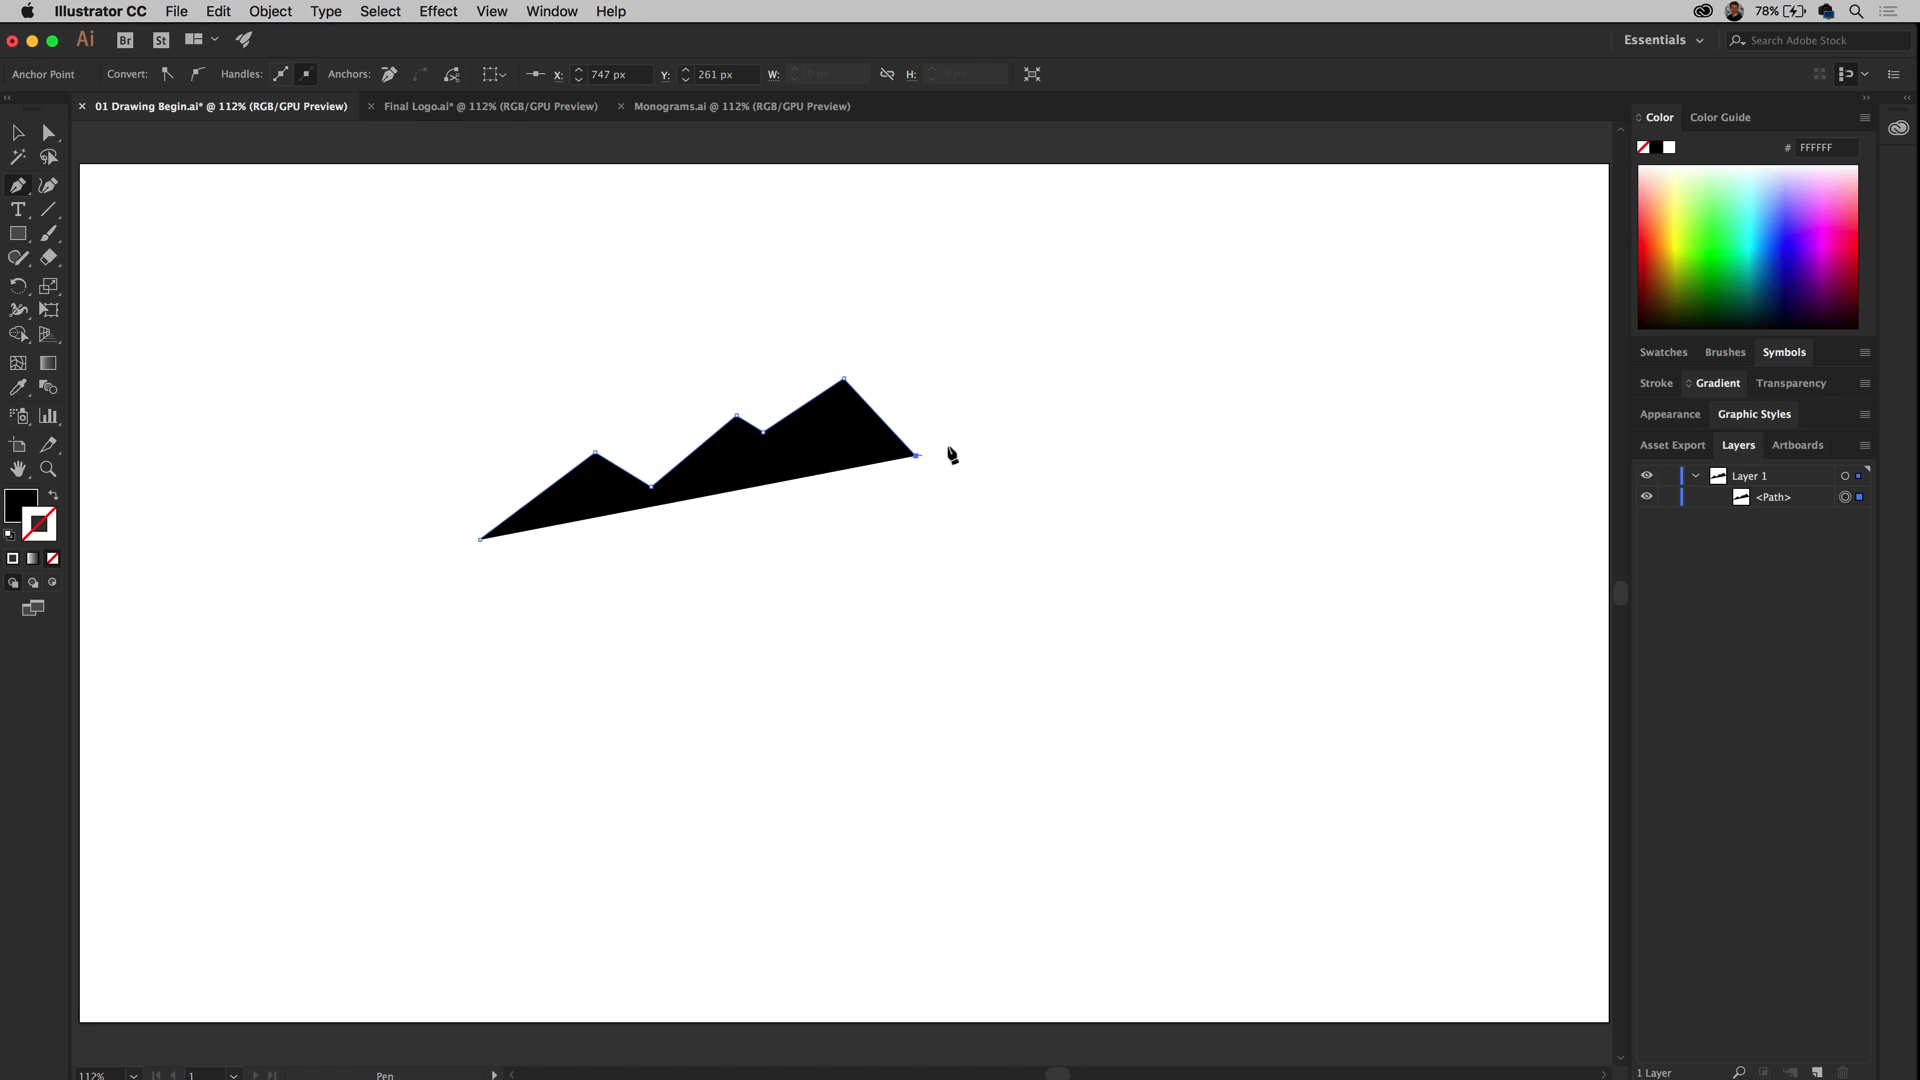 Illustrator CC File Edit Object Type Select Effect View Window Help 78%
Ai Br St Essentials Search Adobe Stock
Anchor Point Convert: Handles: Anchors: X: 747 px Y: 261 px W: 0 px H: 0 px
01 Drawing Begin.ai* @ 112% (RGB/GPU Preview) Final Logo.ai* @ 112% (RGB/GPU Preview) Monograms.ai @ 112% (RGB/GPU Preview)
Color Color Guide
# FFFFFF
Swatches Brushes Symbols
Stroke Gradient Transparency
Appearance Graphic Styles
Asset Export Layers Artboards
Layer 1
<Path>
112% 1 Pen
1 Layer